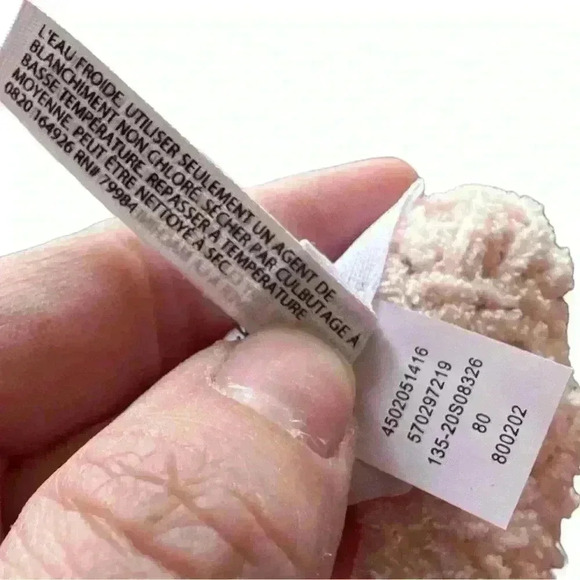 L'EAU FROIDE. UTILISER SEULEMENT UN AGENT DE
BLANCHIMENT NON CHLORÉ. SÉCHER PAR CULBUTAGE À
BASSE TEMPÉRATURE. REPASSER À TEMPÉRATURE
MOYENNE. PEUT ÊTRE NETTOYÉ À SEC.
0820 164926 RN# 79984
4502051416
570297219
135-20S08326
80
800202